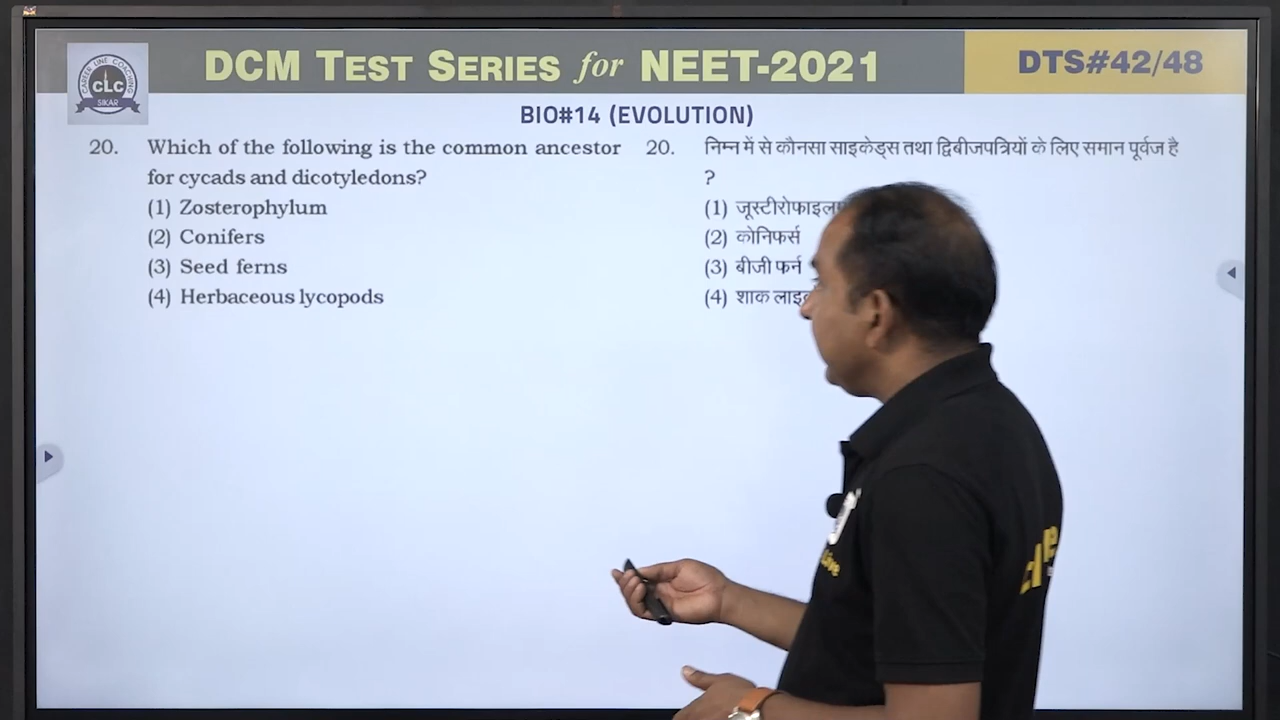 DCM TEST SERIES for NEET-2021
DTS#42/48
CAREER LINE COACHING
CLC
SIKAR
BIO#14 (EVOLUTION)
20. Which of the following is the common ancestor
for cycads and dicotyledons?
(1) Zosterophylum
(2) Conifers
(3) Seed ferns
(4) Herbaceous lycopods
20. निम्न में से कौनसा साइकेड्स तथा द्विबीजपत्रियों के लिए समान पूर्वज है
?
(1)
(2) कोनिफर्स
(3) बीजी फर्न
(4) शाक
Live